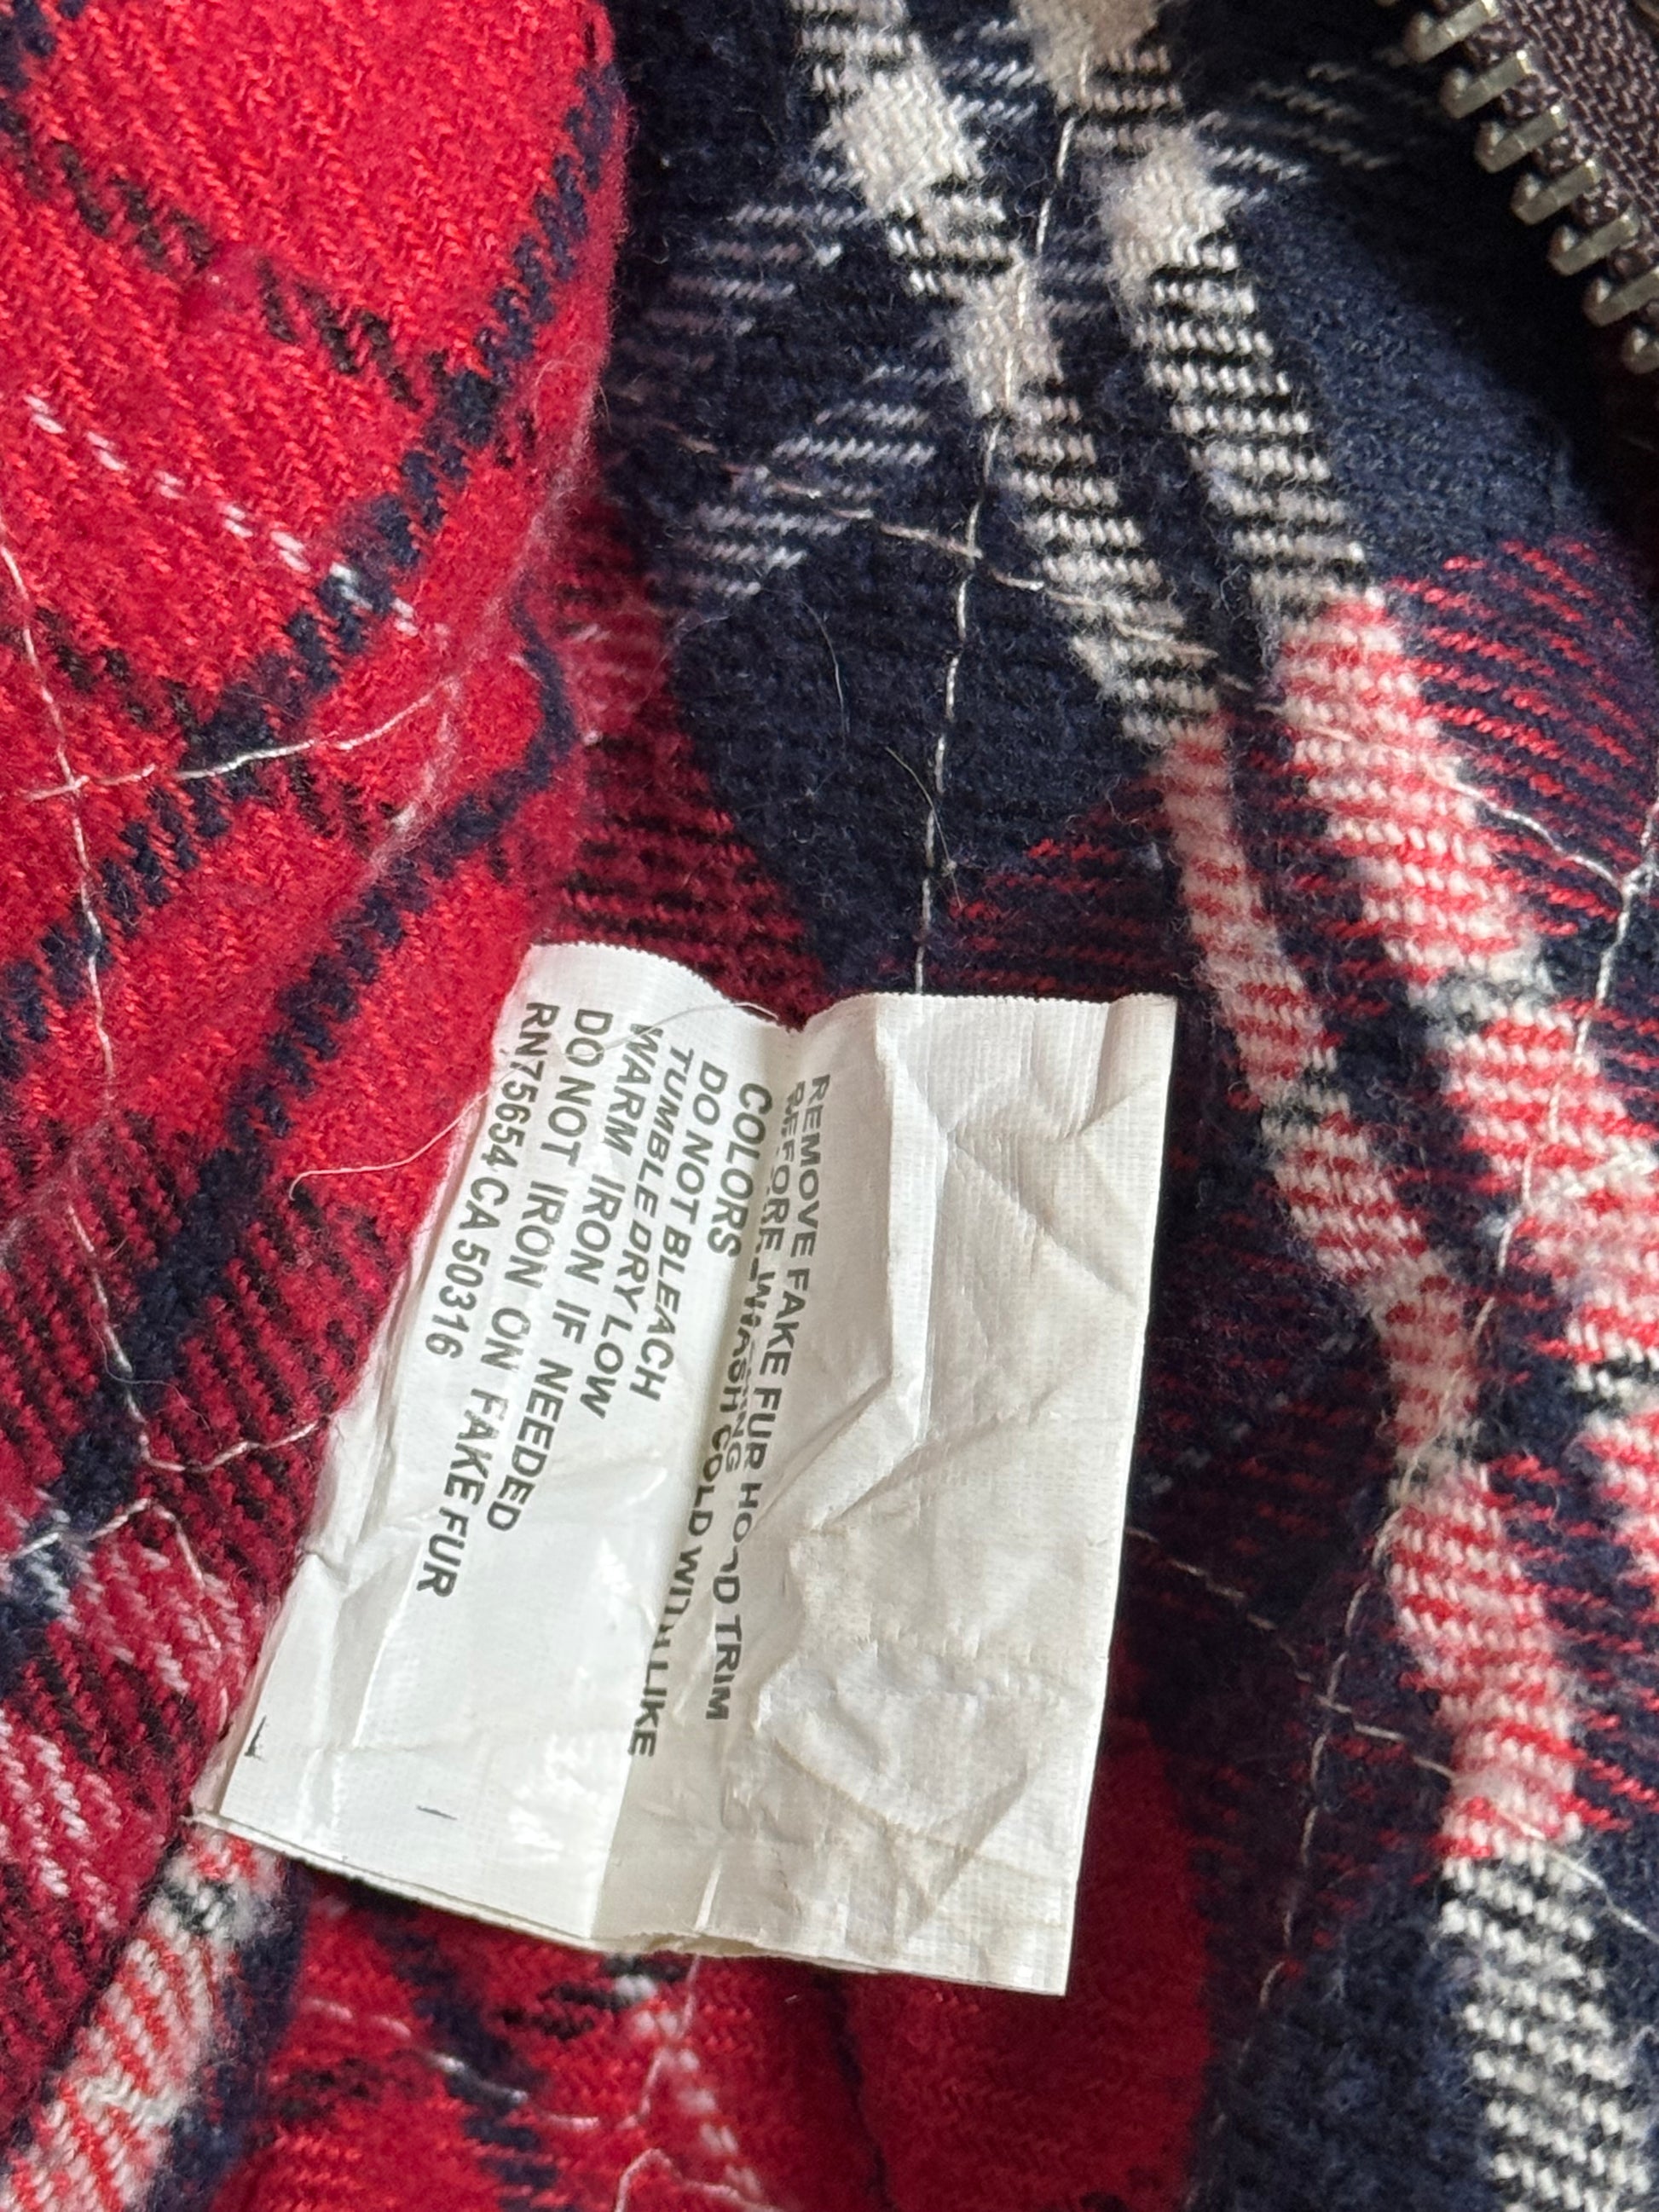 REMOVE FAKE FUR HOOD TRIM
BEFORE WASHING
WASH COLD WITH LIKE
COLORS
DO NOT BLEACH
TUMBLE DRY LOW
WARM IRON IF NEEDED
DO NOT IRON ON FAKE FUR
RN75654 CA 50316